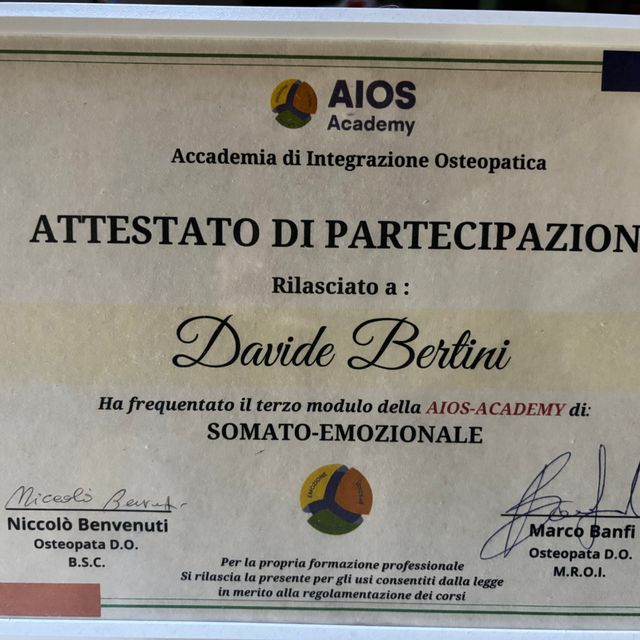 AIOS
Academy
Accademia di Integrazione Osteopatica
ATTESTATO DI PARTECIPAZION
Rilasciato a :
Davide Bertini
Ha frequentato il terzo modulo della AIOS-ACADEMY di:
SOMATO-EMOZIONALE
EMOZIONE
Niccolò Benvenuti
Osteopata D.O.
B.S.C.
Marco Banfi
Osteopata D.O.
M.R.O.I.
Per la propria formazione professionale
Si rilascia la presente per gli usi consentiti dalla legge
in merito alla regolamentazione dei corsi